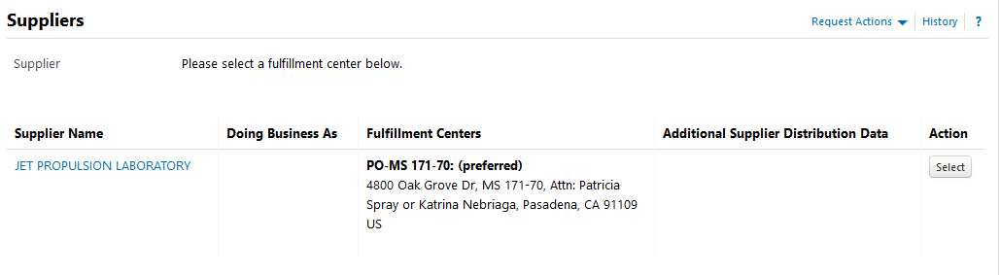 Suppliers
Request Actions
History
?
Supplier
Please select a fulfillment center below.
Supplier Name
Doing Business As
Fulfillment Centers
Additional Supplier Distribution Data
Action
JET PROPULSION LABORATORY
PO-MS 171-70: (preferred)
4800 Oak Grove Dr, MS 171-70, Attn: Patricia
Spray or Katrina Nebriaga, Pasadena, CA 91109
US
Select